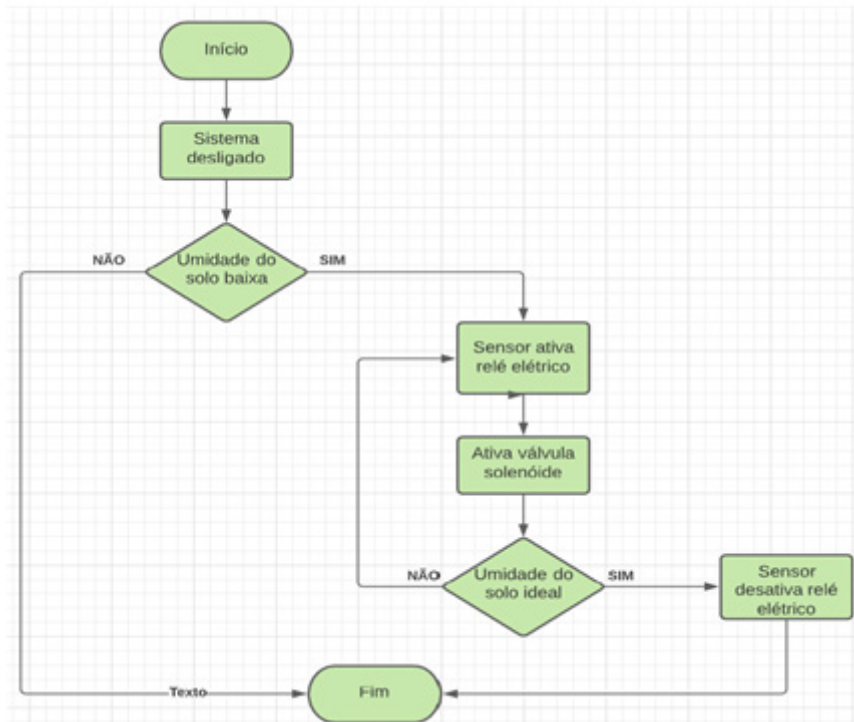 Início
Sistema
desligado
NÃO
Umidade do
solo baixa
SIM
Sensor ativa
relé elétrico
Ativa válvula
solenóide
NÃO
Umidade do
solo ideal
SIM
Sensor
desativa relé
elétrico
Texto
Fim